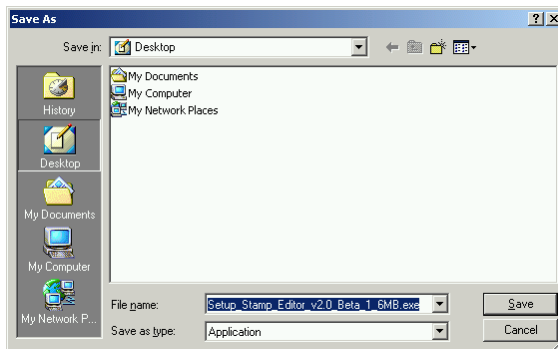 Save As
Save in:
Desktop
My Documents
My Computer
My Network Places
History
Desktop
My Documents
My Computer
My Network P...
File name:
Setup_Stamp_Editor_v2.0_Beta_1_6MB.exe
Save
Save as type:
Application
Cancel